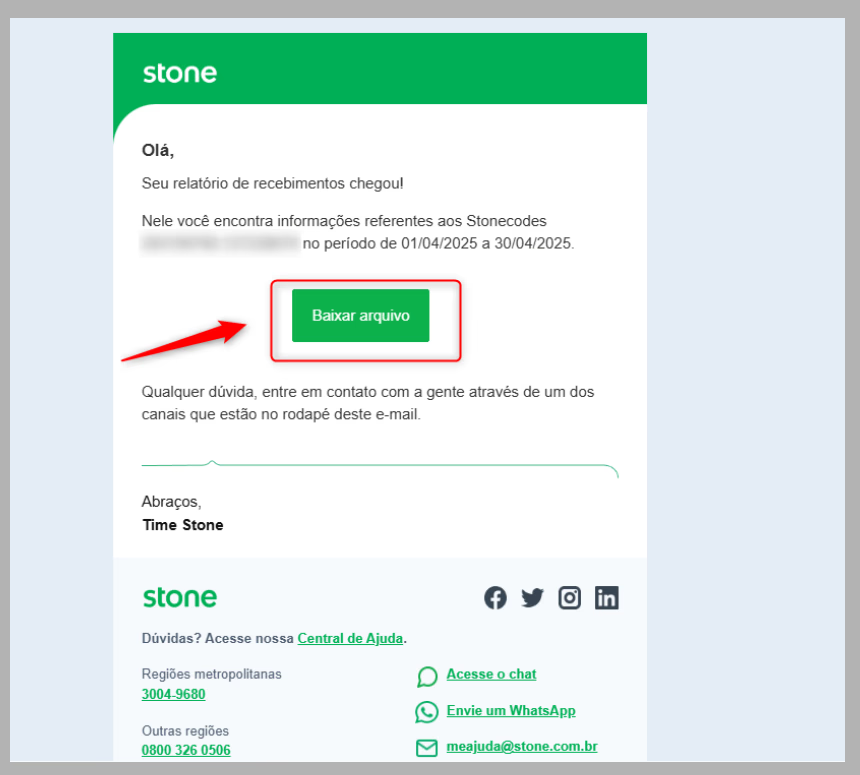 stone
Olá,
Seu relatório de recebimentos chegou!
Nele você encontra informações referentes aos Stonecodes
no período de 01/04/2025 a 30/04/2025.
Baixar arquivo
Qualquer dúvida, entre em contato com a gente através de um dos
canais que estão no rodapé deste e-mail.
Abraços,
Time Stone
stone
Dúvidas? Acesse nossa Central de Ajuda.
Regiões metropolitanas
3004-9680
Outras regiões
0800 326 0506
Acesse o chat
Envie um WhatsApp
meajuda@stone.com.br